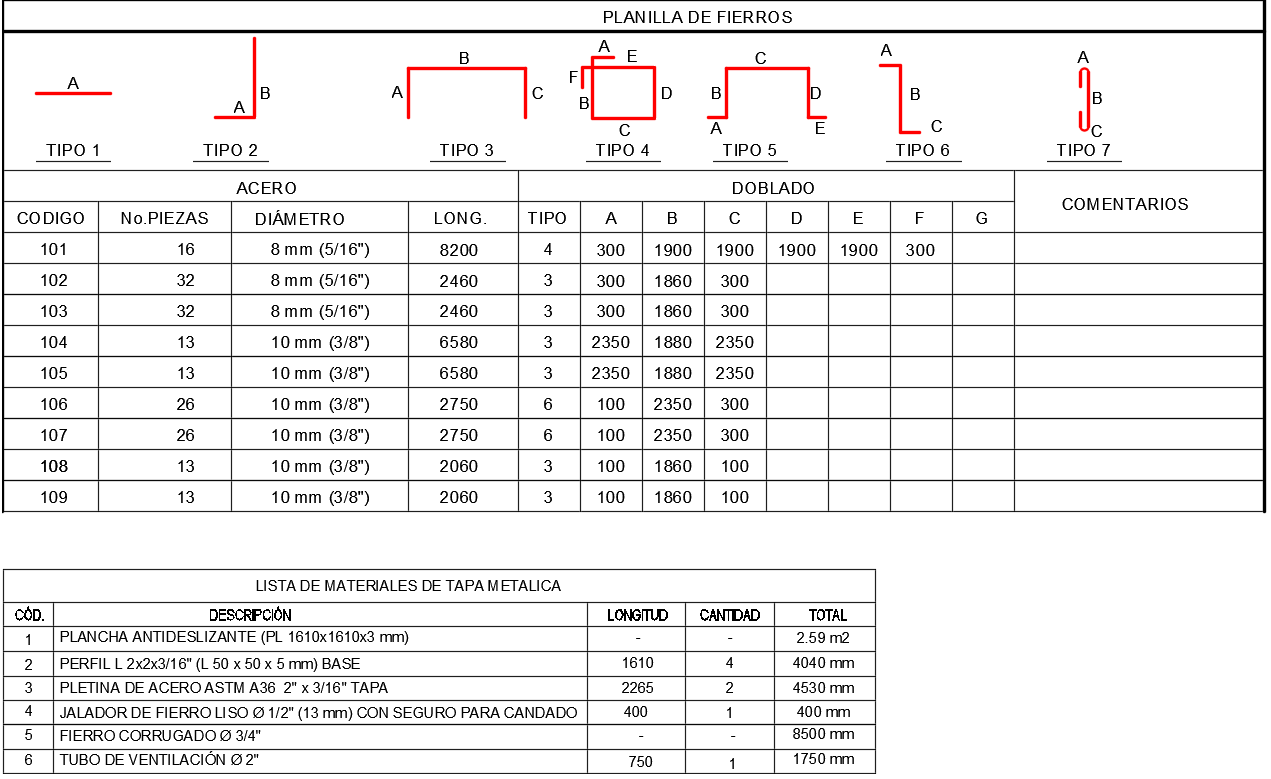 PLANILLA DE FIERROS
A
TIPO 1
A B
TIPO 2
A B C
TIPO 3
A E F B D C
TIPO 4
C B D A E
TIPO 5
A B C
TIPO 6
A B C
TIPO 7
ACERO DOBLADO COMENTARIOS
CODIGO No.PIEZAS DIÁMETRO LONG. TIPO A B C D E F G
101 16 8 mm (5/16") 8200 4 300 1900 1900 1900 1900 300
102 32 8 mm (5/16") 2460 3 300 1860 300
103 32 8 mm (5/16") 2460 3 300 1860 300
104 13 10 mm (3/8") 6580 3 2350 1880 2350
105 13 10 mm (3/8") 6580 3 2350 1880 2350
106 26 10 mm (3/8") 2750 6 100 2350 300
107 26 10 mm (3/8") 2750 6 100 2350 300
108 13 10 mm (3/8") 2060 3 100 1860 100
109 13 10 mm (3/8") 2060 3 100 1860 100
LISTA DE MATERIALES DE TAPA METALICA
CÓD. DESCRIPCIÓN LONGITUD CANTIDAD TOTAL
1 PLANCHA ANTIDESLIZANTE (PL 1610x1610x3 mm) - - 2.59 m2
2 PERFIL L 2x2x3/16" (L 50 x 50 x 5 mm) BASE 1610 4 4040 mm
3 PLETINA DE ACERO ASTM A36 2" x 3/16" TAPA 2265 2 4530 mm
4 JALADOR DE FIERRO LISO Ø 1/2" (13 mm) CON SEGURO PARA CANDADO 400 1 400 mm
5 FIERRO CORRUGADO Ø 3/4" - - 8500 mm
6 TUBO DE VENTILACIÓN Ø 2" 750 1 1750 mm